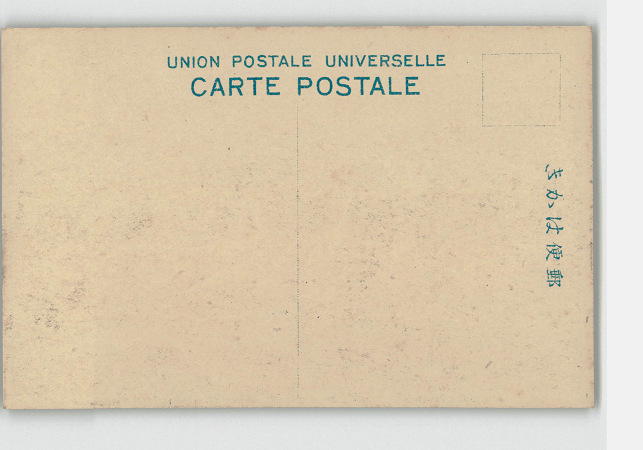 UNION POSTALE UNIVERSELLE
CARTE POSTALE
郵便はかき